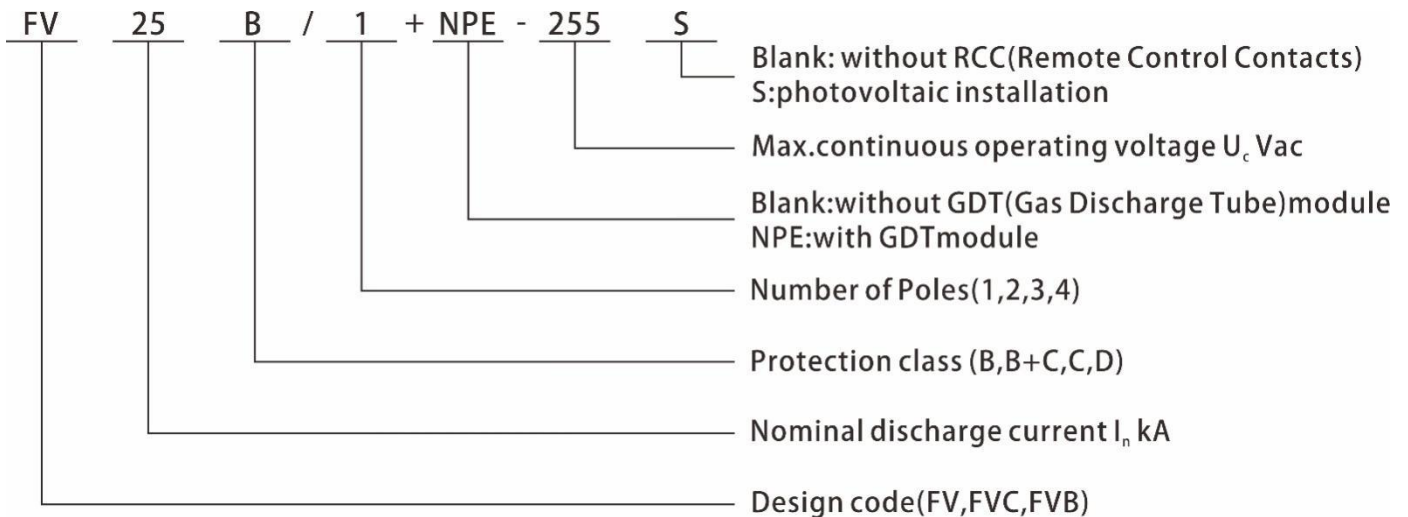 FV 25 B / 1 + NPE - 255 S
Blank: without RCC(Remote Control Contacts)
S:photovoltaic installation
Max.continuous operating voltage U꜀ Vac
Blank:without GDT(Gas Discharge Tube)module
NPE:with GDTmodule
Number of Poles(1,2,3,4)
Protection class (B,B+C,C,D)
Nominal discharge current Iₙ kA
Design code(FV,FVC,FVB)